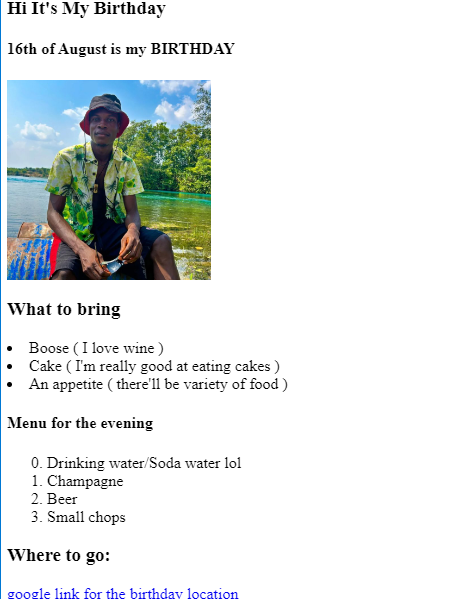 Hi It's My Birthday
16th of August is my BIRTHDAY
What to bring
Boose ( I love wine )
Cake ( I'm really good at eating cakes )
An appetite ( there'll be variety of food )
Menu for the evening
0. Drinking water/Soda water lol
1. Champagne
2. Beer
3. Small chops
Where to go:
google link for the birthday location